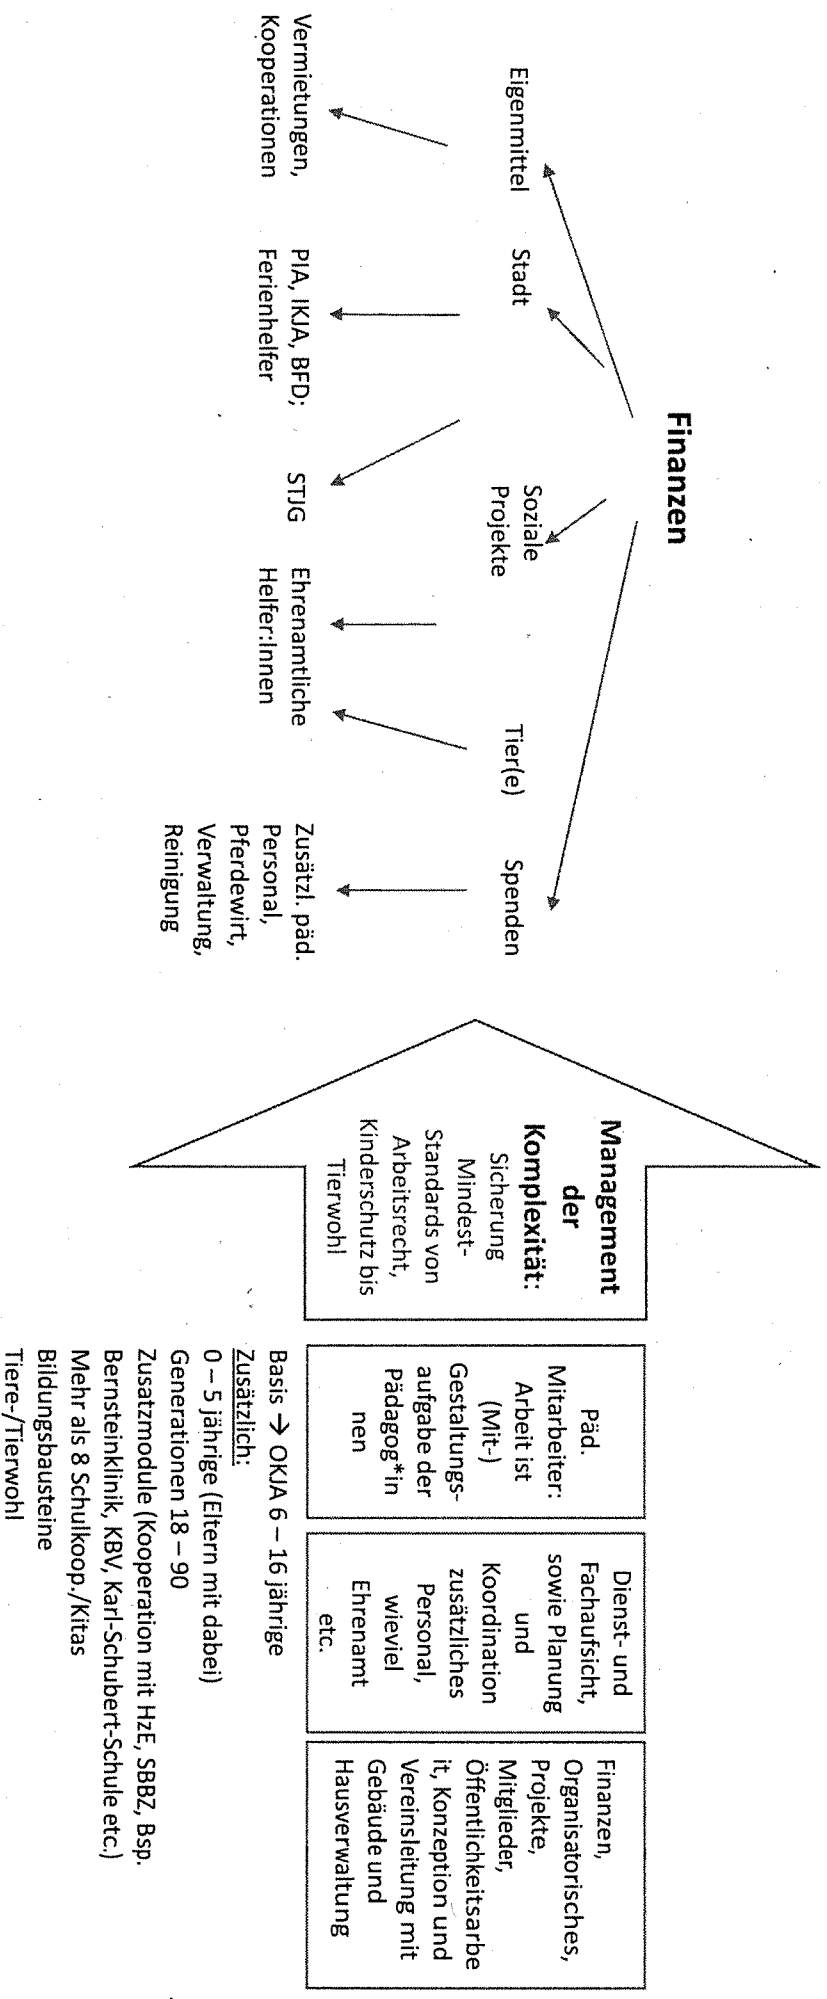 Finanzen
Eigenmittel
Stadt
Soziale
Projekte
Tier(e)
Spenden
Vermietungen,
Kooperationen
PIA, IKJA, BFD;
Ferienhelfer
STJG
Ehrenamtliche
Helfer:Innen
Zusätzl. päd.
Personal,
Pferdewirt,
Verwaltung,
Reinigung
Management
der
Komplexität:
Sicherung
Mindest-
Standards von
Arbeitsrecht,
Kinderschutz bis
Tierwohl
Päd.
Mitarbeiter:
Arbeit ist
(Mit-)
Gestaltungs-
aufgabe der
Pädagog*in
nen
Dienst- und
Fachaufsicht,
sowie Planung
und
Koordination
zusätzliches
Personal,
wieviel
Ehrenamt
etc.
Finanzen,
Organisatorisches,
Projekte,
Mitglieder,
Öffentlichkeitsarbe
it, Konzeption und
Vereinsleitung mit
Gebäude und
Hausverwaltung
Basis → OKJA 6 – 16 jährige
Zusätzlich:
0 – 5 jährige (Eltern mit dabei)
Generationen 18 – 90
Zusatzmodule (Kooperation mit HzE, SBBZ, Bsp.
Bernsteinklinik, KBV, Karl-Schubert-Schule etc.)
Mehr als 8 Schulkoop./Kitas
Bildungsbausteine
Tiere-/Tierwohl